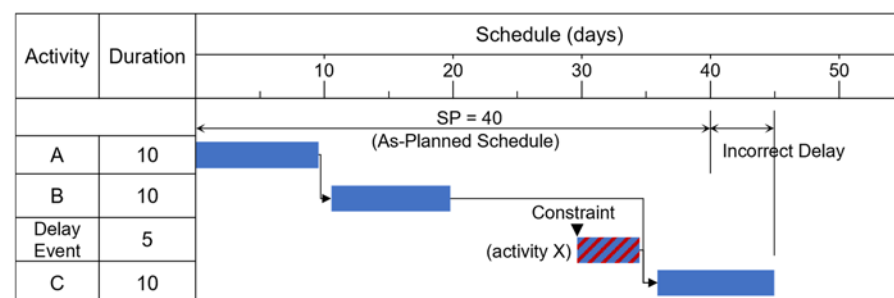 Schedule (days)
Activity Duration
10 20 30 40 50
SP = 40
(As-Planned Schedule)
Incorrect Delay
A 10
B 10
Constraint
Delay
Event
5
(activity X)
C 10